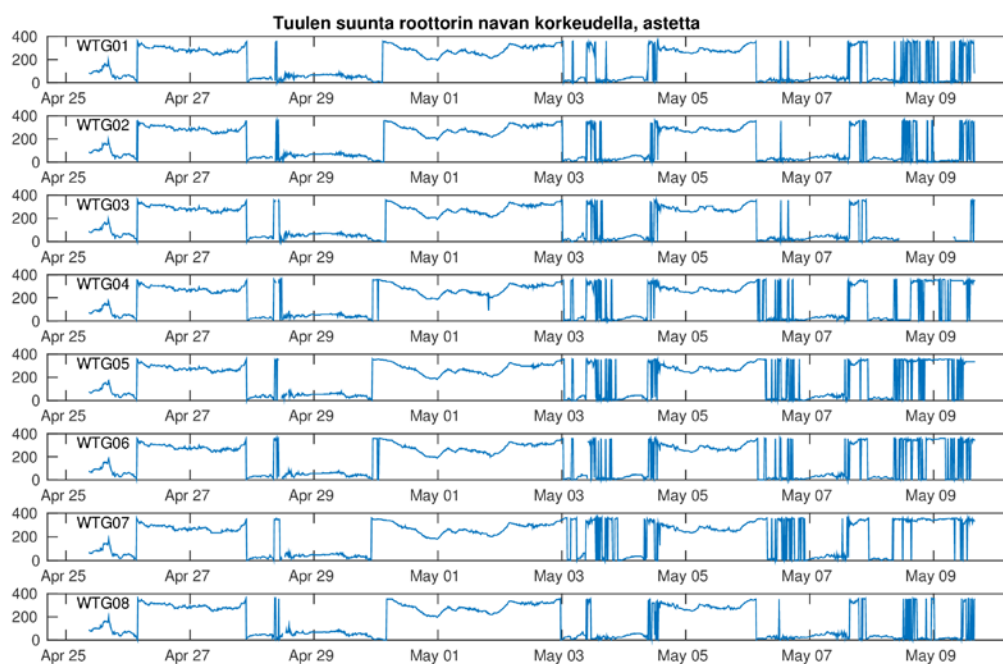 Tuulen suunta roottorin navan korkeudella, astetta
400
200
0
WTG01
Apr 25 Apr 27 Apr 29 May 01 May 03 May 05 May 07 May 09
400
200
0
WTG02
Apr 25 Apr 27 Apr 29 May 01 May 03 May 05 May 07 May 09
400
200
0
WTG03
Apr 25 Apr 27 Apr 29 May 01 May 03 May 05 May 07 May 09
400
200
0
WTG04
Apr 25 Apr 27 Apr 29 May 01 May 03 May 05 May 07 May 09
400
200
0
WTG05
Apr 25 Apr 27 Apr 29 May 01 May 03 May 05 May 07 May 09
400
200
0
WTG06
Apr 25 Apr 27 Apr 29 May 01 May 03 May 05 May 07 May 09
400
200
0
WTG07
Apr 25 Apr 27 Apr 29 May 01 May 03 May 05 May 07 May 09
400
200
0
WTG08
Apr 25 Apr 27 Apr 29 May 01 May 03 May 05 May 07 May 09